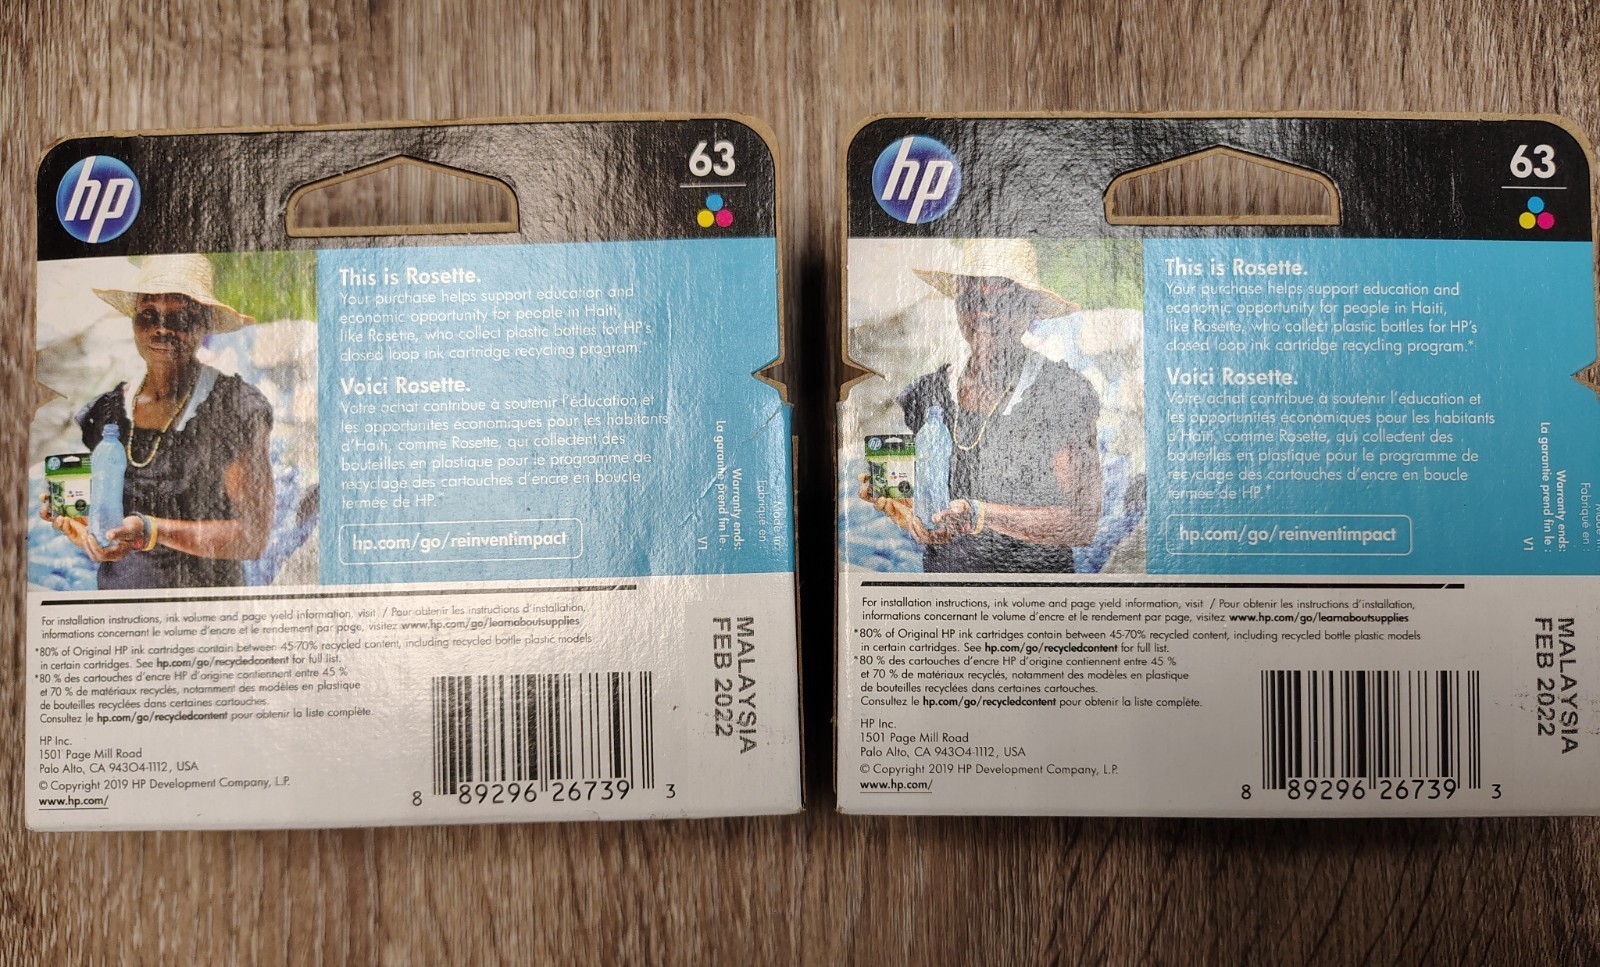 hp
63
This is Rosette.
Your purchase helps support education and
economic opportunity for people in Haiti,
like Rosette, who collect plastic bottles for HP's
closed loop ink cartridge recycling program.*
Voici Rosette.
Votre achat contribue à soutenir l'éducation et
les opportunités économiques pour les habitants
d'Haïti, comme Rosette, qui collectent des
bouteilles en plastique pour le programme de
recyclage des cartouches d'encre en boucle
fermée de HP.*
hp.com/go/reinventimpact
Made in:
Fabriqué en :
Warranty ends:
La garantie prend fin le :
V1
For installation instructions, ink volume and page yield information, visit / Pour obtenir les instructions d'installation,
informations concernant le volume d'encre et le rendement par page, visitez www.hp.com/go/learnaboutsupplies
*80% of Original HP ink cartridges contain between 45-70% recycled content, including recycled bottle plastic models
in certain cartridges. See hp.com/go/recycledcontent for full list.
*80 % des cartouches d'encre HP d'origine contiennent entre 45 %
et 70 % de matériaux recyclés, notamment des modèles en plastique
de bouteilles recyclées dans certaines cartouches.
Consultez le hp.com/go/recycledcontent pour obtenir la liste complète.
HP Inc.
1501 Page Mill Road
Palo Alto, CA 94304-1112, USA
© Copyright 2019 HP Development Company, L.P.
www.hp.com/
MALAYSIA
FEB 2022
8 89296 26739 3
hp
63
This is Rosette.
Your purchase helps support education and
economic opportunity for people in Haiti,
like Rosette, who collect plastic bottles for HP's
closed loop ink cartridge recycling program.*
Voici Rosette.
Votre achat contribue à soutenir l'éducation et
les opportunités économiques pour les habitants
d'Haïti, comme Rosette, qui collectent des
bouteilles en plastique pour le programme de
recyclage des cartouches d'encre en boucle
fermée de HP.*
hp.com/go/reinventimpact
Fabriqué en :
Warranty ends:
La garantie prend fin le :
V1
For installation instructions, ink volume and page yield information, visit / Pour obtenir les instructions d'installation,
informations concernant le volume d'encre et le rendement par page, visitez www.hp.com/go/learnaboutsupplies
*80% of Original HP ink cartridges contain between 45-70% recycled content, including recycled bottle plastic models
in certain cartridges. See hp.com/go/recycledcontent for full list.
*80 % des cartouches d'encre HP d'origine contiennent entre 45 %
et 70 % de matériaux recyclés, notamment des modèles en plastique
de bouteilles recyclées dans certaines cartouches.
Consultez le hp.com/go/recycledcontent pour obtenir la liste complète.
HP Inc.
1501 Page Mill Road
Palo Alto, CA 94304-1112, USA
© Copyright 2019 HP Development Company, L.P.
www.hp.com/
MALAYSIA
FEB 2022
8 89296 26739 3